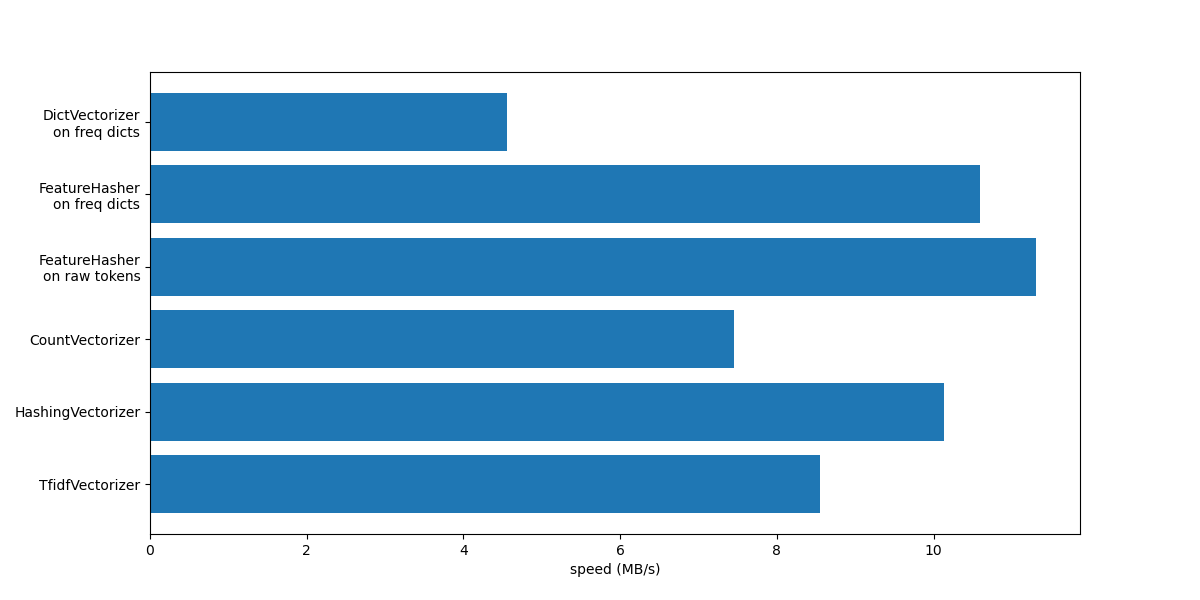 DictVectorizer
on freq dicts
FeatureHasher
on freq dicts
FeatureHasher
on raw tokens
CountVectorizer
HashingVectorizer
TfidfVectorizer
0 2 4 6 8 10
speed (MB/s)